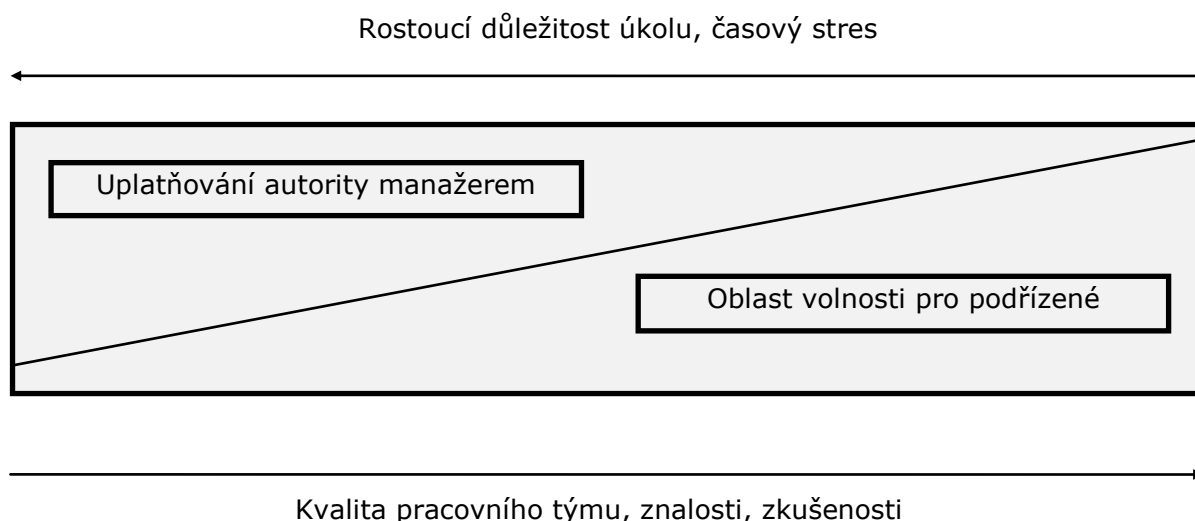 Rostoucí důležitost úkolu, časový stres
Uplatňování autority manažerem
Oblast volnosti pro podřízené
Kvalita pracovního týmu, znalosti, zkušenosti